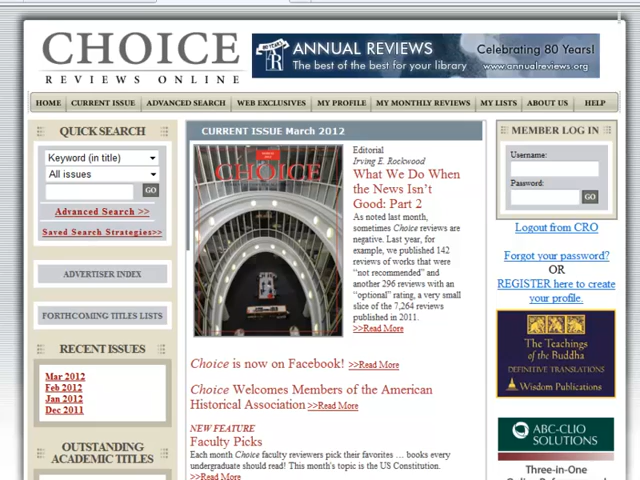 CHOICE
REVIEWS ONLINE
80 YEARS
AR
ANNUAL REVIEWS
The best of the best for your library
Celebrating 80 Years!
www.annualreviews.org
HOME
CURRENT ISSUE
ADVANCED SEARCH
WEB EXCLUSIVES
MY PROFILE
MY MONTHLY REVIEWS
MY LISTS
ABOUT US
HELP
QUICK SEARCH
Keyword (in title)
All issues
GO
Advanced Search >>
Saved Search Strategies>>
ADVERTISER INDEX
FORTHCOMING TITLES LISTS
RECENT ISSUES
Mar 2012
Feb 2012
Jan 2012
Dec 2011
OUTSTANDING
ACADEMIC TITLES
CURRENT ISSUE March 2012
CHOICE
Editorial
Irving E. Rockwood
What We Do When
the News Isn't
Good: Part 2
As noted last month,
sometimes Choice reviews are
negative. Last year, for
example, we published 142
reviews of works that were
"not recommended" and
another 296 reviews with an
"optional" rating, a very small
slice of the 7,264 reviews
published in 2011.
>>Read More
Choice is now on Facebook! >>Read More
Choice Welcomes Members of the American
Historical Association >>Read More
NEW FEATURE
Faculty Picks
Each month Choice faculty reviewers pick their favorites … books every
undergraduate should read! This month's topic is the US Constitution.
>>Read More
MEMBER LOG IN
Username:
Password:
GO
Logout from CRO
Forgot your password?
OR
REGISTER here to create
your profile.
The Teachings
of the Buddha
DEFINITIVE TRANSLATIONS
Wisdom Publications
ABC-CLIO
SOLUTIONS
Three-in-One